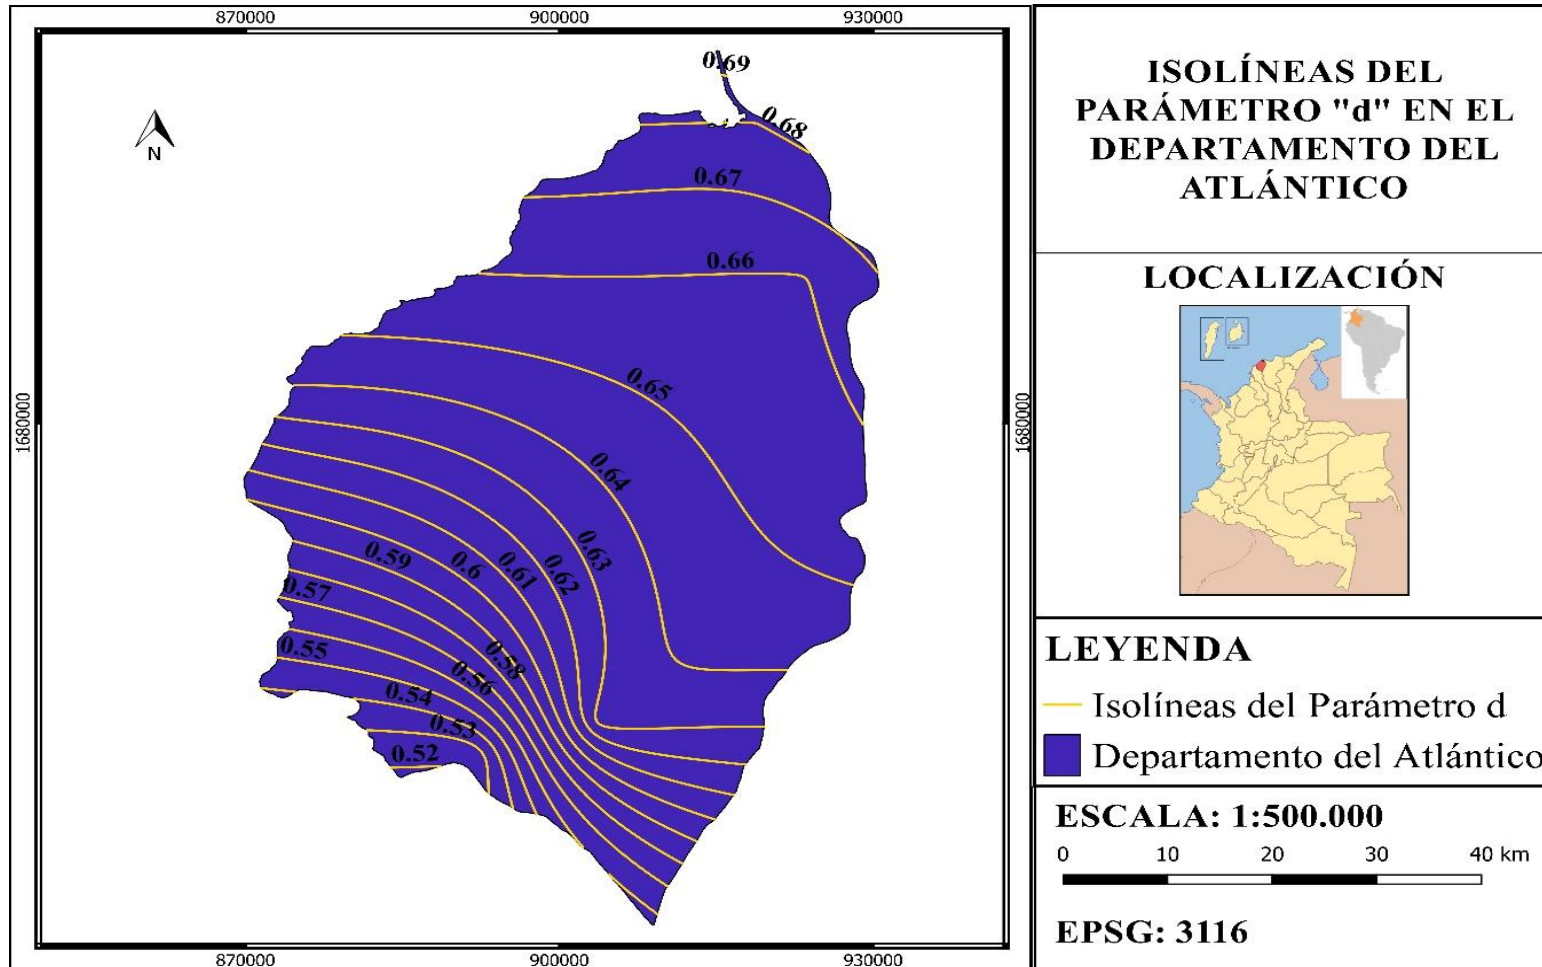 870000
900000
930000
0.69
0.68
0.67
0.66
0.65
0.64
0.63
0.62
0.61
0.6
0.59
0.58
0.57
0.56
0.55
0.54
0.53
0.52
N
1680000
1680000
870000
900000
930000
ISOLÍNEAS DEL
PARÁMETRO "d" EN EL
DEPARTAMENTO DEL
ATLÁNTICO
LOCALIZACIÓN
LEYENDA
Isolíneas del Parámetro d
Departamento del Atlántico
ESCALA: 1:500.000
0 10 20 30 40 km
EPSG: 3116